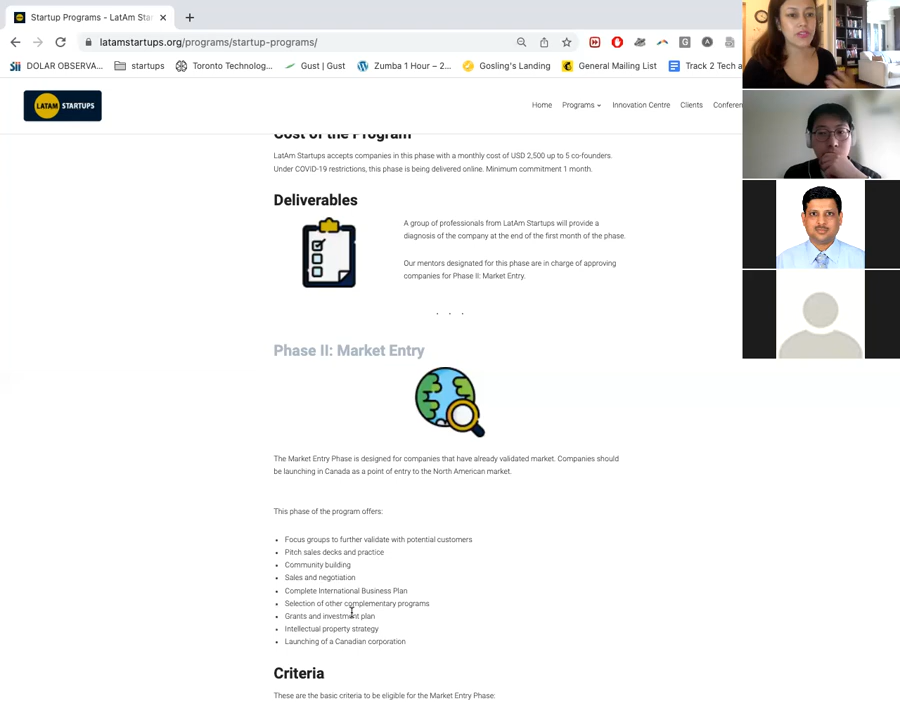 Startup Programs - LatAm Sta
latamstartups.org/programs/startup-programs/
DOLAR OBSERVA... startups Toronto Technolog... Gust | Gust Zumba 1 Hour – 2... Gosling's Landing General Mailing List Track 2 Tech a
LATAM STARTUPS Home Programs Innovation Centre Clients Conferen
Cost of the Program
LatAm Startups accepts companies in this phase with a monthly cost of USD 2,500 up to 5 co-founders.
Under COVID-19 restrictions, this phase is being delivered online. Minimum commitment 1 month.
Deliverables
A group of professionals from LatAm Startups will provide a
diagnosis of the company at the end of the first month of the phase.
Our mentors designated for this phase are in charge of approving
companies for Phase II: Market Entry.
Phase II: Market Entry
The Market Entry Phase is designed for companies that have already validated market. Companies should
be launching in Canada as a point of entry to the North American market.
This phase of the program offers:
• Focus groups to further validate with potential customers
• Pitch sales decks and practice
• Community building
• Sales and negotiation
• Complete International Business Plan
• Selection of other complementary programs
• Grants and investment plan
• Intellectual property strategy
• Launching of a Canadian corporation
Criteria
These are the basic criteria to be eligible for the Market Entry Phase: